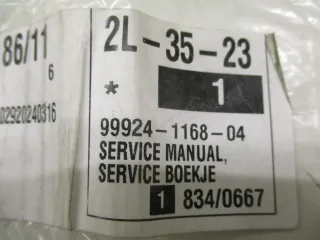 86/11
6
02920240316
2L-35-23
* 1
99924-1168-04
SERVICE MANUAL,
SERVICE BOEKJE
1 834/0667